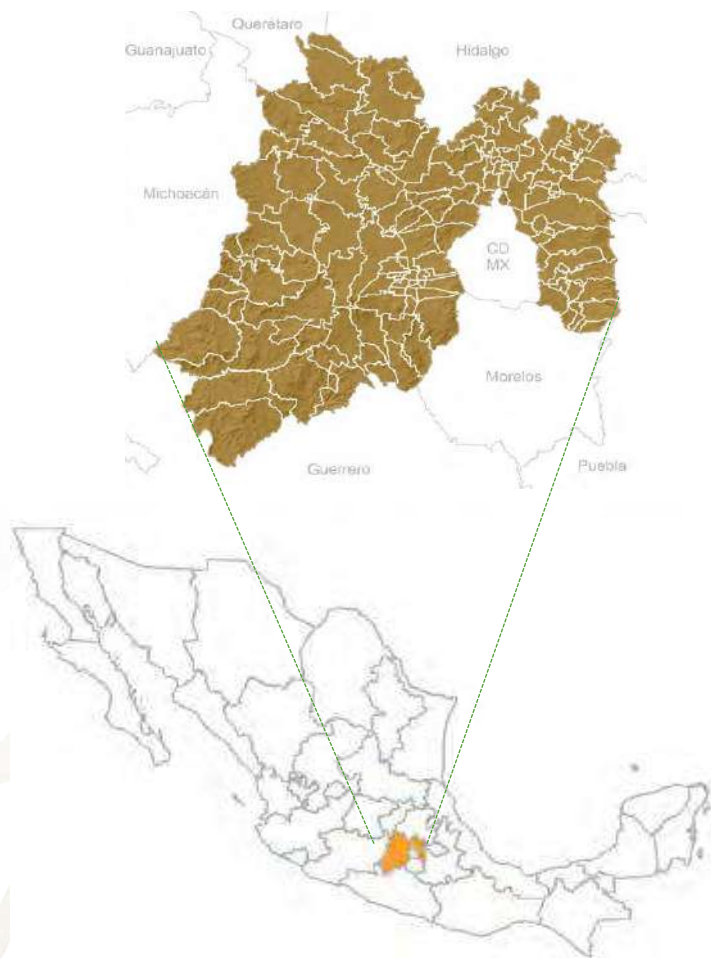 Querétaro
Guanajuato
Hidalgo
Michoacán
CD
MX
Morelos
Guerrero
Puebla